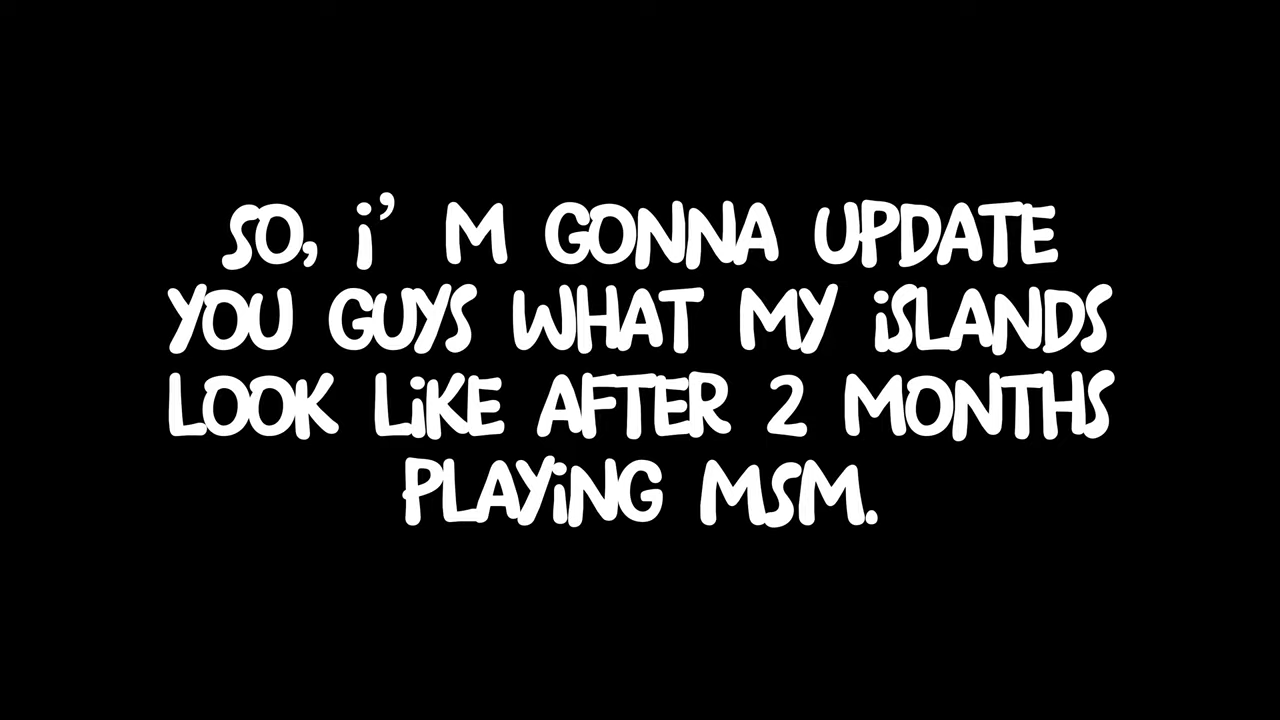 SO, i'M GONNA UPDATE
YOU GUYS WHAT MY iSLANDS
LOOK LiKE AFTER 2 MONTHS
PLAYiNG MSM.